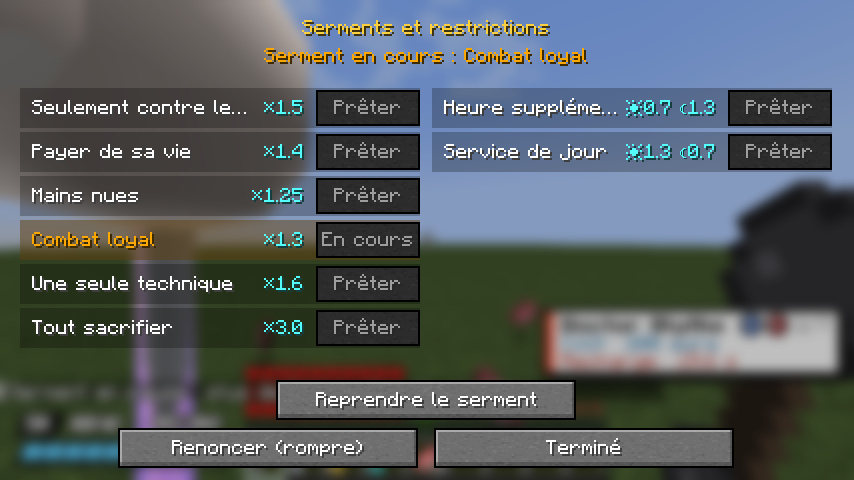 Serments et restrictions
Serment en cours : Combat loyal
Seulement contre le... ×1.5 Prêter
Payer de sa vie ×1.4 Prêter
Mains nues ×1.25 Prêter
Combat loyal ×1.3 En cours
Une seule technique ×1.6 Prêter
Tout sacrifier ×3.0 Prêter
Heure suppléme... ☀0.7 ☾1.3 Prêter
Service de jour ☀1.3 ☾0.7 Prêter
Reprendre le serment
Renoncer (rompre)
Terminé